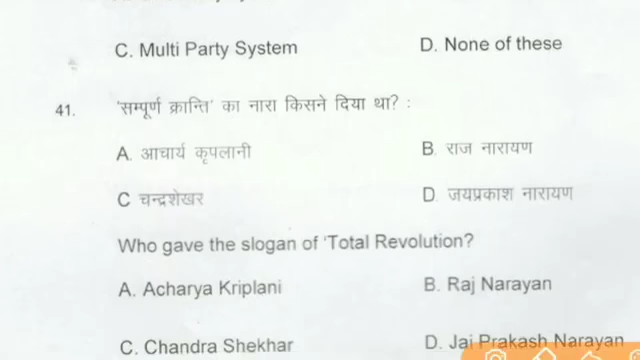 C. Multi Party System D. None of these
41. 'सम्पूर्ण क्रान्ति' का नारा किसने दिया था? :
A. आचार्य कृपलानी B. राज नारायण
C चन्द्रशेखर D. जयप्रकाश नारायण
Who gave the slogan of 'Total Revolution?
A. Acharya Kriplani B. Raj Narayan
C. Chandra Shekhar D. Jai Prakash Narayan